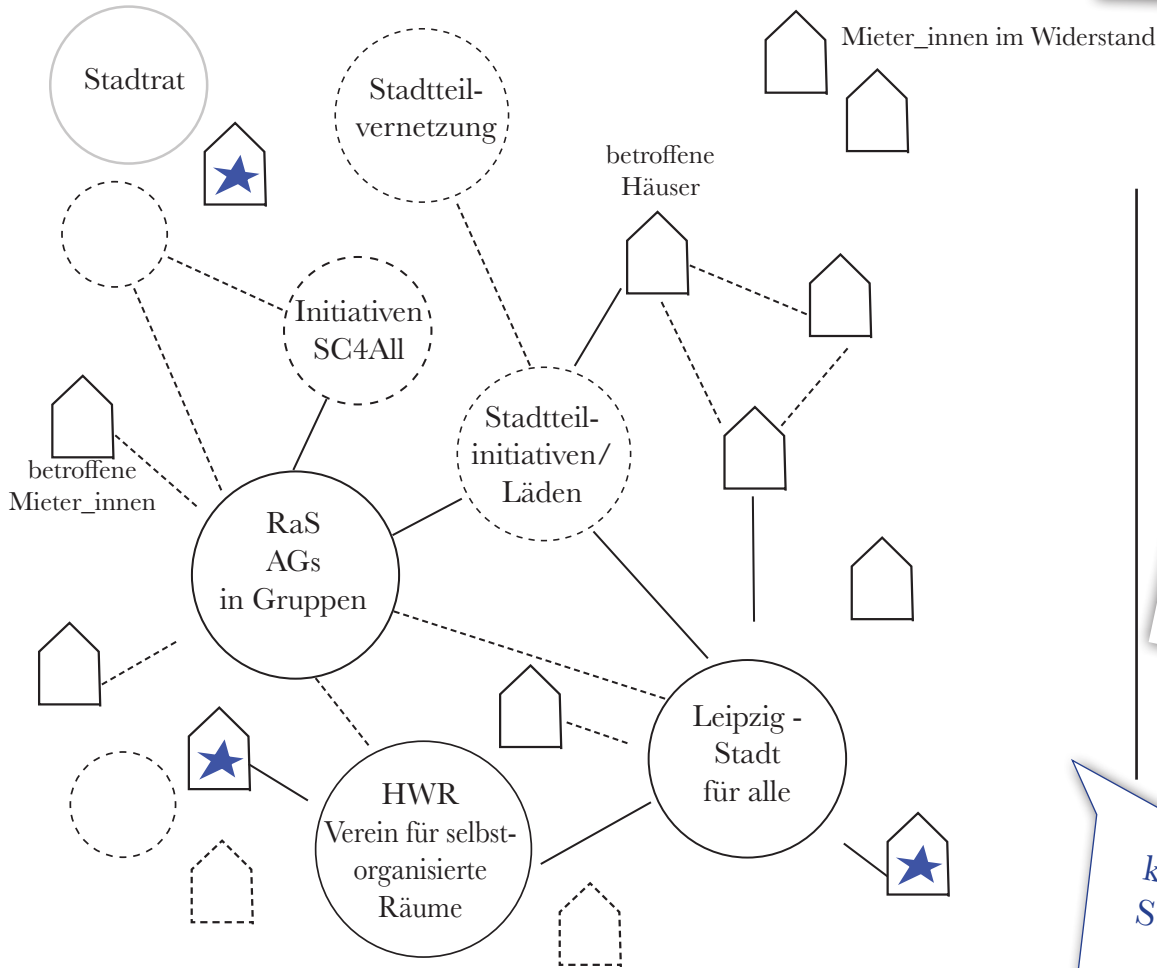 Stadtrat
Stadtteil-
vernetzung
Mieter_innen im Widerstand
betroffene
Häuser
Initiativen
SC4All
Stadtteil-
initiativen/
Läden
betroffene
Mieter_innen
RaS
AGs
in Gruppen
Leipzig -
Stadt
für alle
HWR
Verein für selbst-
organisierte
Räume